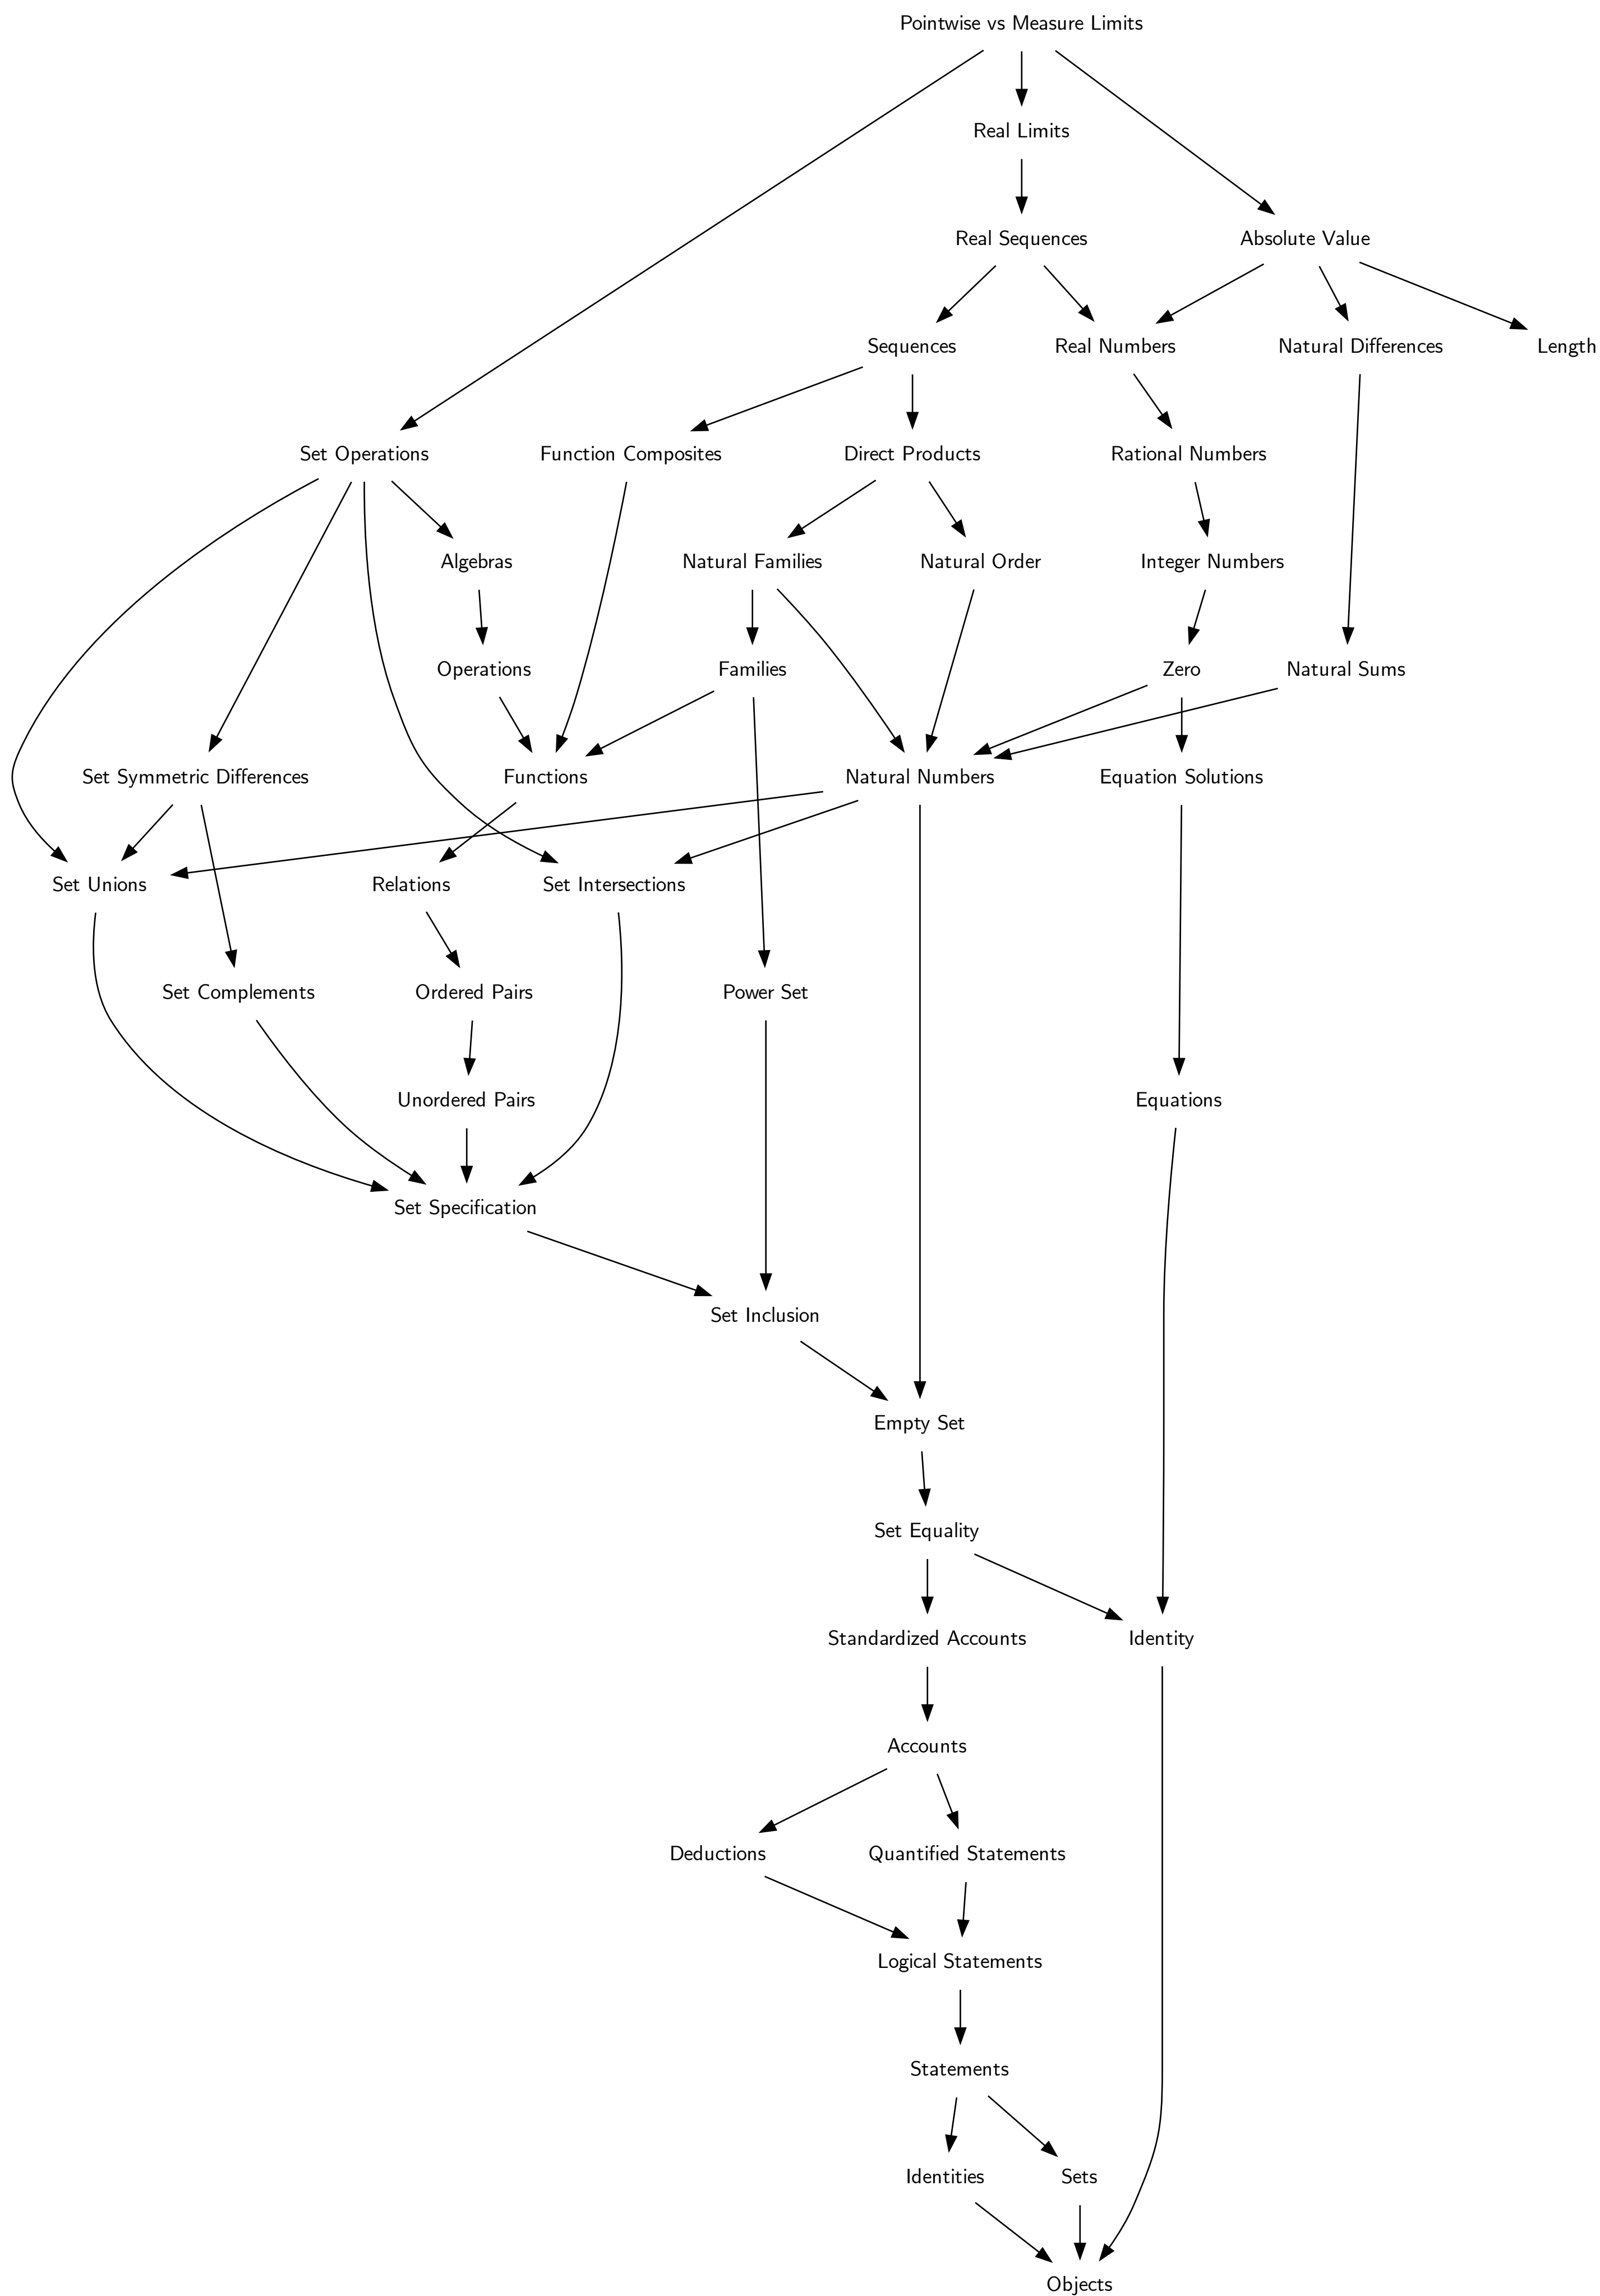 Pointwise vs Measure Limits
Real Limits
Real Sequences
Absolute Value
Sequences
Real Numbers
Natural Differences
Length
Set Operations
Function Composites
Direct Products
Rational Numbers
Algebras
Natural Families
Natural Order
Integer Numbers
Operations
Families
Zero
Natural Sums
Set Symmetric Differences
Functions
Natural Numbers
Equation Solutions
Set Unions
Relations
Set Intersections
Set Complements
Ordered Pairs
Power Set
Unordered Pairs
Equations
Set Specification
Set Inclusion
Empty Set
Set Equality
Standardized Accounts
Identity
Accounts
Deductions
Quantified Statements
Logical Statements
Statements
Identities
Sets
Objects